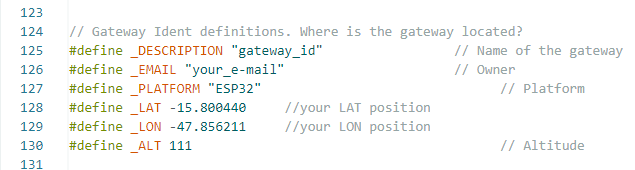 123
124 // Gateway Ident definitions. Where is the gateway located?
125 #define _DESCRIPTION "gateway_id" // Name of the gateway
126 #define _EMAIL "your_e-mail" // Owner
127 #define _PLATFORM "ESP32" // Platform
128 #define _LAT -15.800440 //your LAT position
129 #define _LON -47.856211 //your LON position
130 #define _ALT 111 // Altitude
131